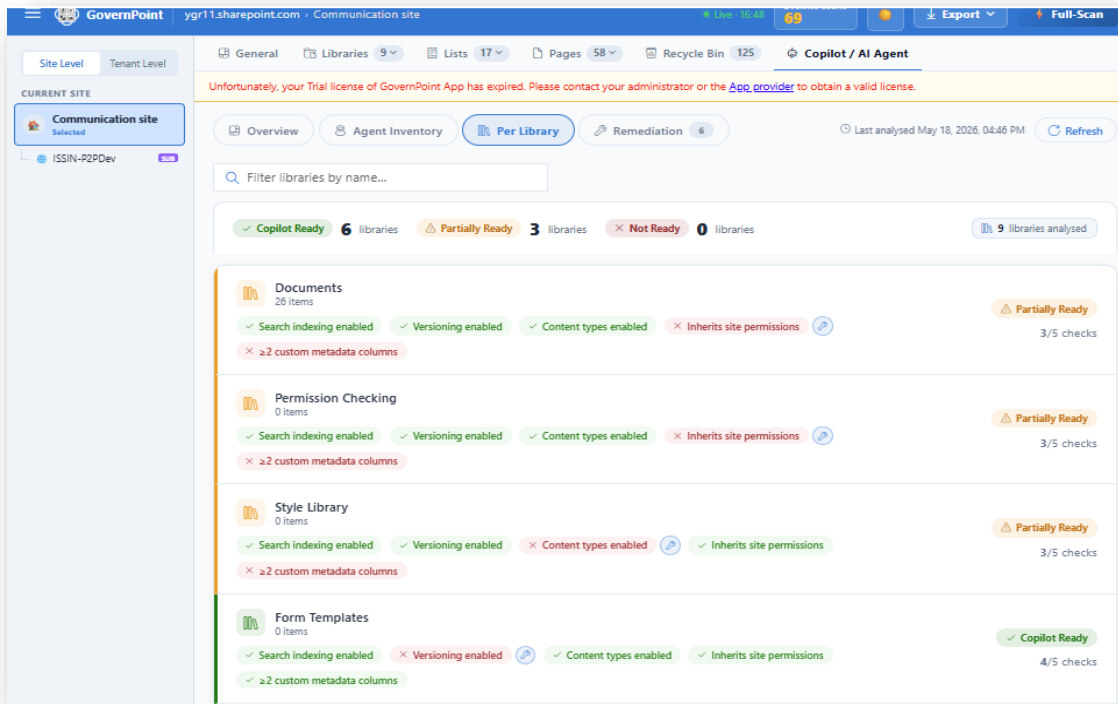 GovernPoint ygr11.sharepoint.com › Communication site Live · 16:48 69 Export Full-Scan
Site Level Tenant Level
General Libraries 9 Lists 17 Pages 58 Recycle Bin 125 Copilot / AI Agent
CURRENT SITE
Communication site
Selected
ISSIN-P2PDev SUB
Unfortunately, your Trial license of GovernPoint App has expired. Please contact your administrator or the App provider to obtain a valid license.
Overview Agent Inventory Per Library Remediation 6 Last analysed May 18, 2026, 04:46 PM Refresh
Filter libraries by name...
Copilot Ready 6 libraries Partially Ready 3 libraries Not Ready 0 libraries 9 libraries analysed
Documents
26 items
Partially Ready
Search indexing enabled Versioning enabled Content types enabled Inherits site permissions
3/5 checks
≥2 custom metadata columns
Permission Checking
0 items
Partially Ready
Search indexing enabled Versioning enabled Content types enabled Inherits site permissions
3/5 checks
≥2 custom metadata columns
Style Library
0 items
Partially Ready
Search indexing enabled Versioning enabled Content types enabled Inherits site permissions
3/5 checks
≥2 custom metadata columns
Form Templates
0 items
Copilot Ready
Search indexing enabled Versioning enabled Content types enabled Inherits site permissions
4/5 checks
≥2 custom metadata columns